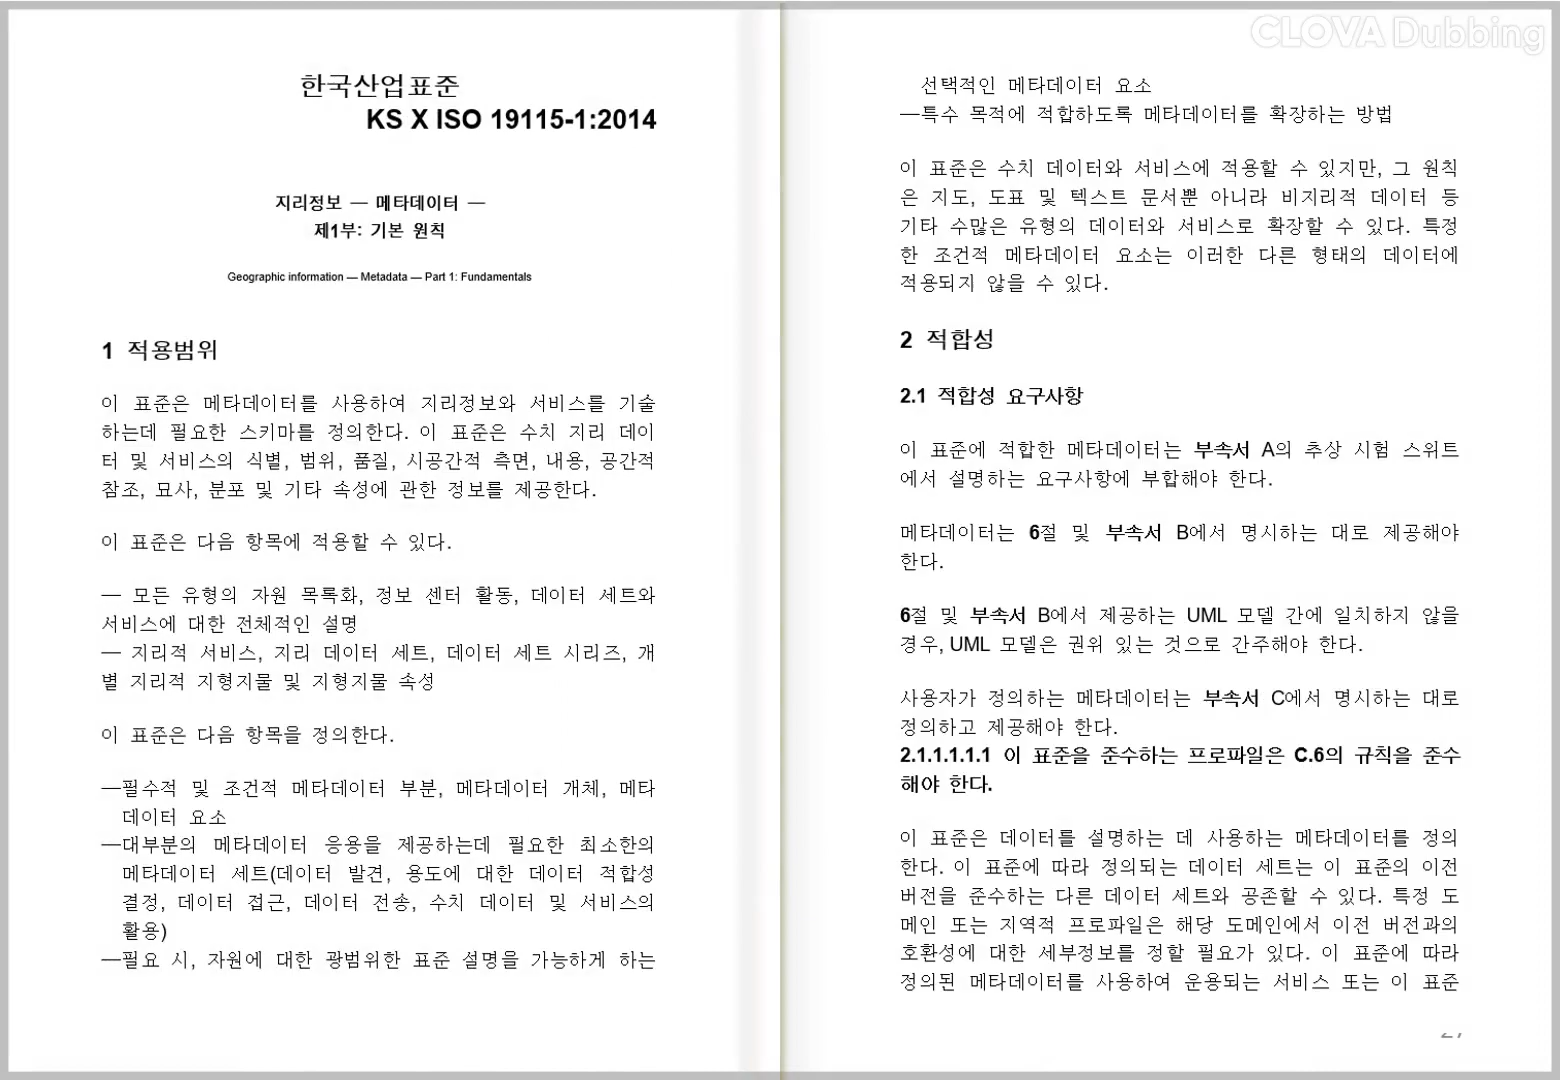 한국산업표준
KS X ISO 19115-1:2014
지리정보 — 메타데이터 —
제1부: 기본 원칙
Geographic information — Metadata — Part 1: Fundamentals
1 적용범위
이 표준은 메타데이터를 사용하여 지리정보와 서비스를 기술
하는데 필요한 스키마를 정의한다. 이 표준은 수치 지리 데이
터 및 서비스의 식별, 범위, 품질, 시공간적 측면, 내용, 공간적
참조, 묘사, 분포 및 기타 속성에 관한 정보를 제공한다.
이 표준은 다음 항목에 적용할 수 있다.
— 모든 유형의 자원 목록화, 정보 센터 활동, 데이터 세트와
서비스에 대한 전체적인 설명
— 지리적 서비스, 지리 데이터 세트, 데이터 세트 시리즈, 개
별 지리적 지형지물 및 지형지물 속성
이 표준은 다음 항목을 정의한다.
—필수적 및 조건적 메타데이터 부분, 메타데이터 개체, 메타
데이터 요소
—대부분의 메타데이터 응용을 제공하는데 필요한 최소한의
메타데이터 세트(데이터 발견, 용도에 대한 데이터 적합성
결정, 데이터 접근, 데이터 전송, 수치 데이터 및 서비스의
활용)
—필요 시, 자원에 대한 광범위한 표준 설명을 가능하게 하는
CLOVA Dubbing
선택적인 메타데이터 요소
—특수 목적에 적합하도록 메타데이터를 확장하는 방법
이 표준은 수치 데이터와 서비스에 적용할 수 있지만, 그 원칙
은 지도, 도표 및 텍스트 문서뿐 아니라 비지리적 데이터 등
기타 수많은 유형의 데이터와 서비스로 확장할 수 있다. 특정
한 조건적 메타데이터 요소는 이러한 다른 형태의 데이터에
적용되지 않을 수 있다.
2 적합성
2.1 적합성 요구사항
이 표준에 적합한 메타데이터는 부속서 A의 추상 시험 스위트
에서 설명하는 요구사항에 부합해야 한다.
메타데이터는 6절 및 부속서 B에서 명시하는 대로 제공해야
한다.
6절 및 부속서 B에서 제공하는 UML 모델 간에 일치하지 않을
경우, UML 모델은 권위 있는 것으로 간주해야 한다.
사용자가 정의하는 메타데이터는 부속서 C에서 명시하는 대로
정의하고 제공해야 한다.
2.1.1.1.1.1 이 표준을 준수하는 프로파일은 C.6의 규칙을 준수
해야 한다.
이 표준은 데이터를 설명하는 데 사용하는 메타데이터를 정의
한다. 이 표준에 따라 정의되는 데이터 세트는 이 표준의 이전
버전을 준수하는 다른 데이터 세트와 공존할 수 있다. 특정 도
메인 또는 지역적 프로파일은 해당 도메인에서 이전 버전과의
호환성에 대한 세부정보를 정할 필요가 있다. 이 표준에 따라
정의된 메타데이터를 사용하여 운용되는 서비스 또는 이 표준